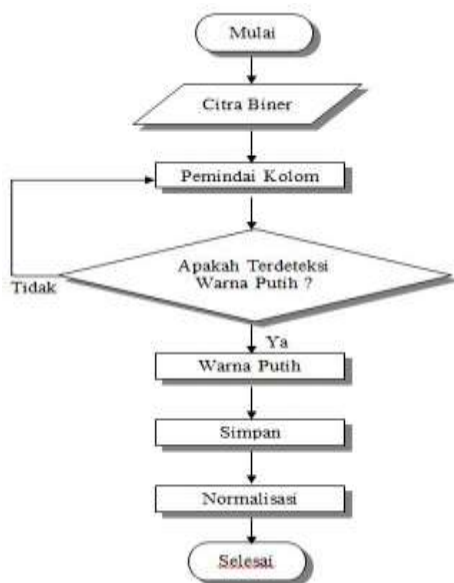 Mulai
Citra Biner
Pemindai Kolom
Apakah Terdeteksi
Warna Putih ?
Tidak
Ya
Warna Putih
Simpan
Normalisasi
Selesai